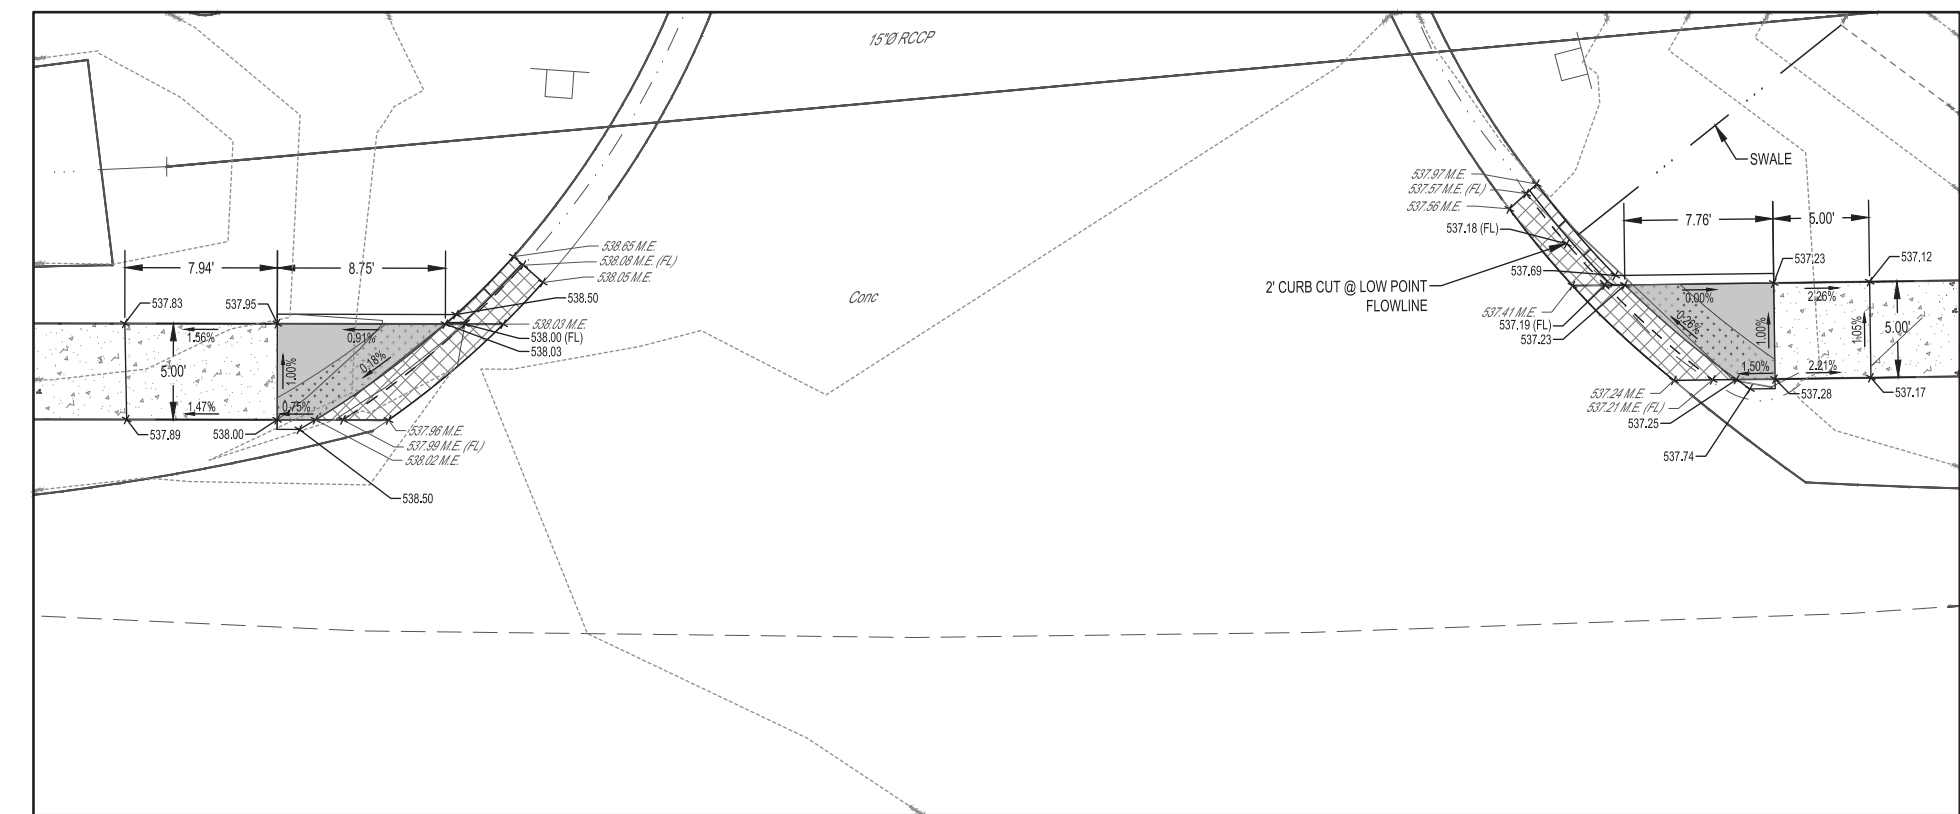 15"Ø RCCP
SWALE
537.97 M.E.
537.57 M.E. (FL)
537.56 M.E.
537.18 (FL)
7.76'
5.00'
538.65 M.E.
538.08 M.E. (FL)
538.05 M.E.
7.94'
8.75'
537.69
537.23
537.12
2' CURB CUT @ LOW POINT
FLOWLINE
Conc
537.83
537.95
538.50
538.03 M.E.
538.00 (FL)
538.03
537.41 M.E.
537.19 (FL)
537.23
0.00%
2.26%
0.26%
1.00%
1.05%
5.00'
1.50%
2.21%
1.56%
0.91%
0.18%
5.00'
1.00%
1.47%
0.75%
537.24 M.E.
537.21 M.E. (FL)
537.25
537.28
537.17
537.89
538.00
537.96 M.E.
537.99 M.E. (FL)
538.02 M.E.
537.74
538.50